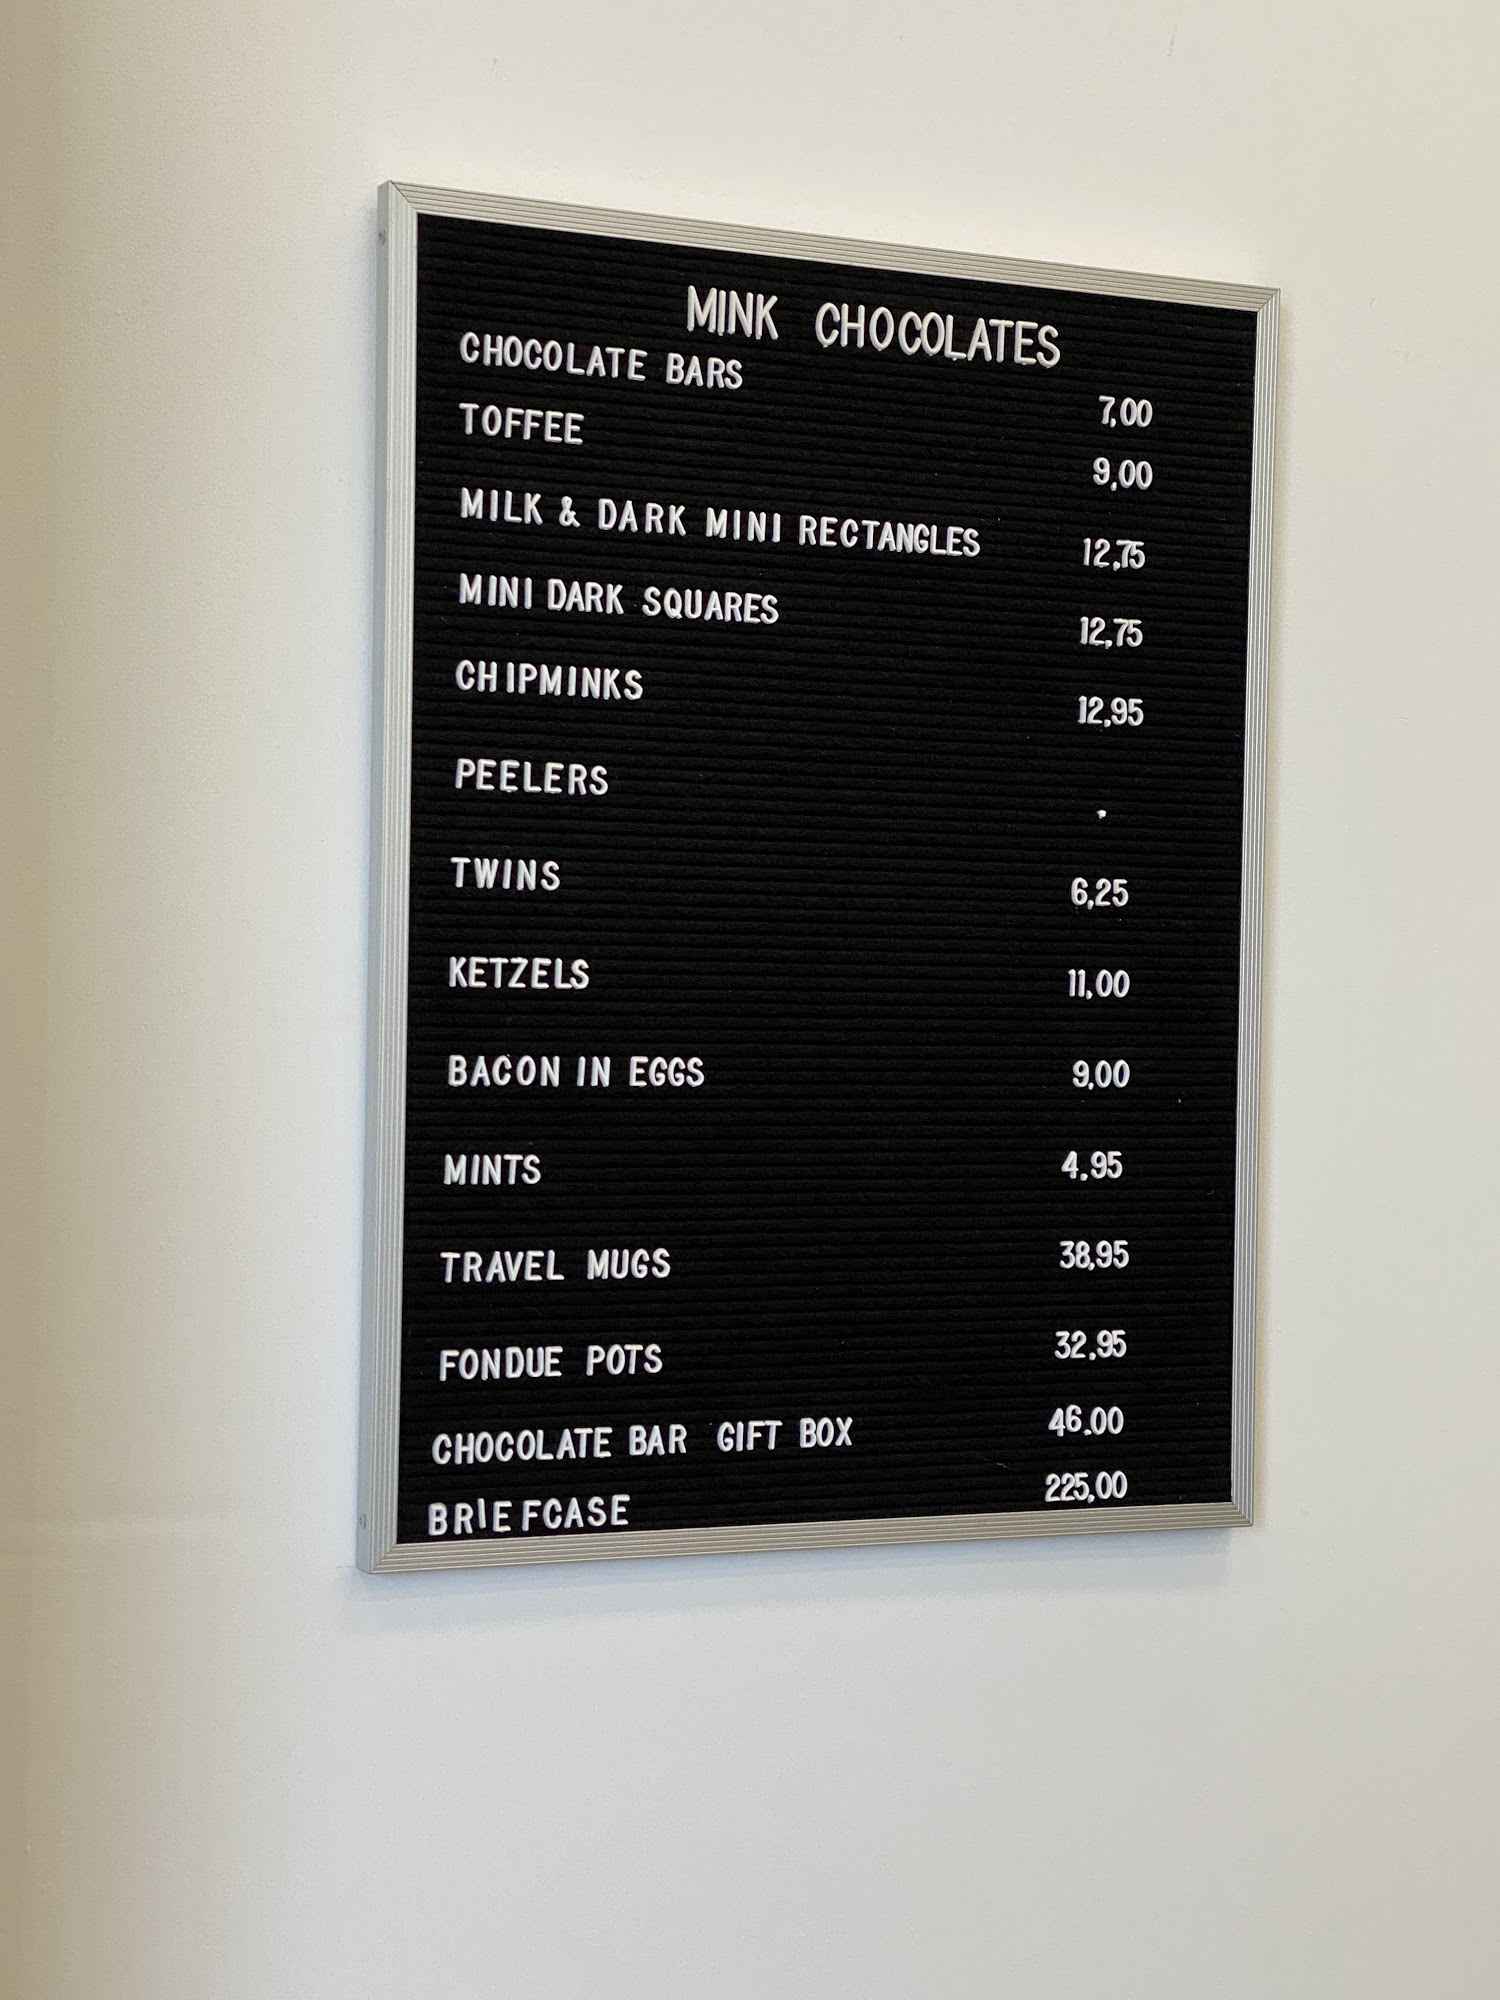 MINK CHOCOLATES
CHOCOLATE BARS 7,00
TOFFEE 9,00
MILK & DARK MINI RECTANGLES 12,75
MINI DARK SQUARES 12,75
CHIPMINKS 12,95
PEELERS .
TWINS 6,25
KETZELS 11,00
BACON IN EGGS 9,00
MINTS 4.95
TRAVEL MUGS 38,95
FONDUE POTS 32,95
CHOCOLATE BAR GIFT BOX 46.00
BRIEFCASE 225,00